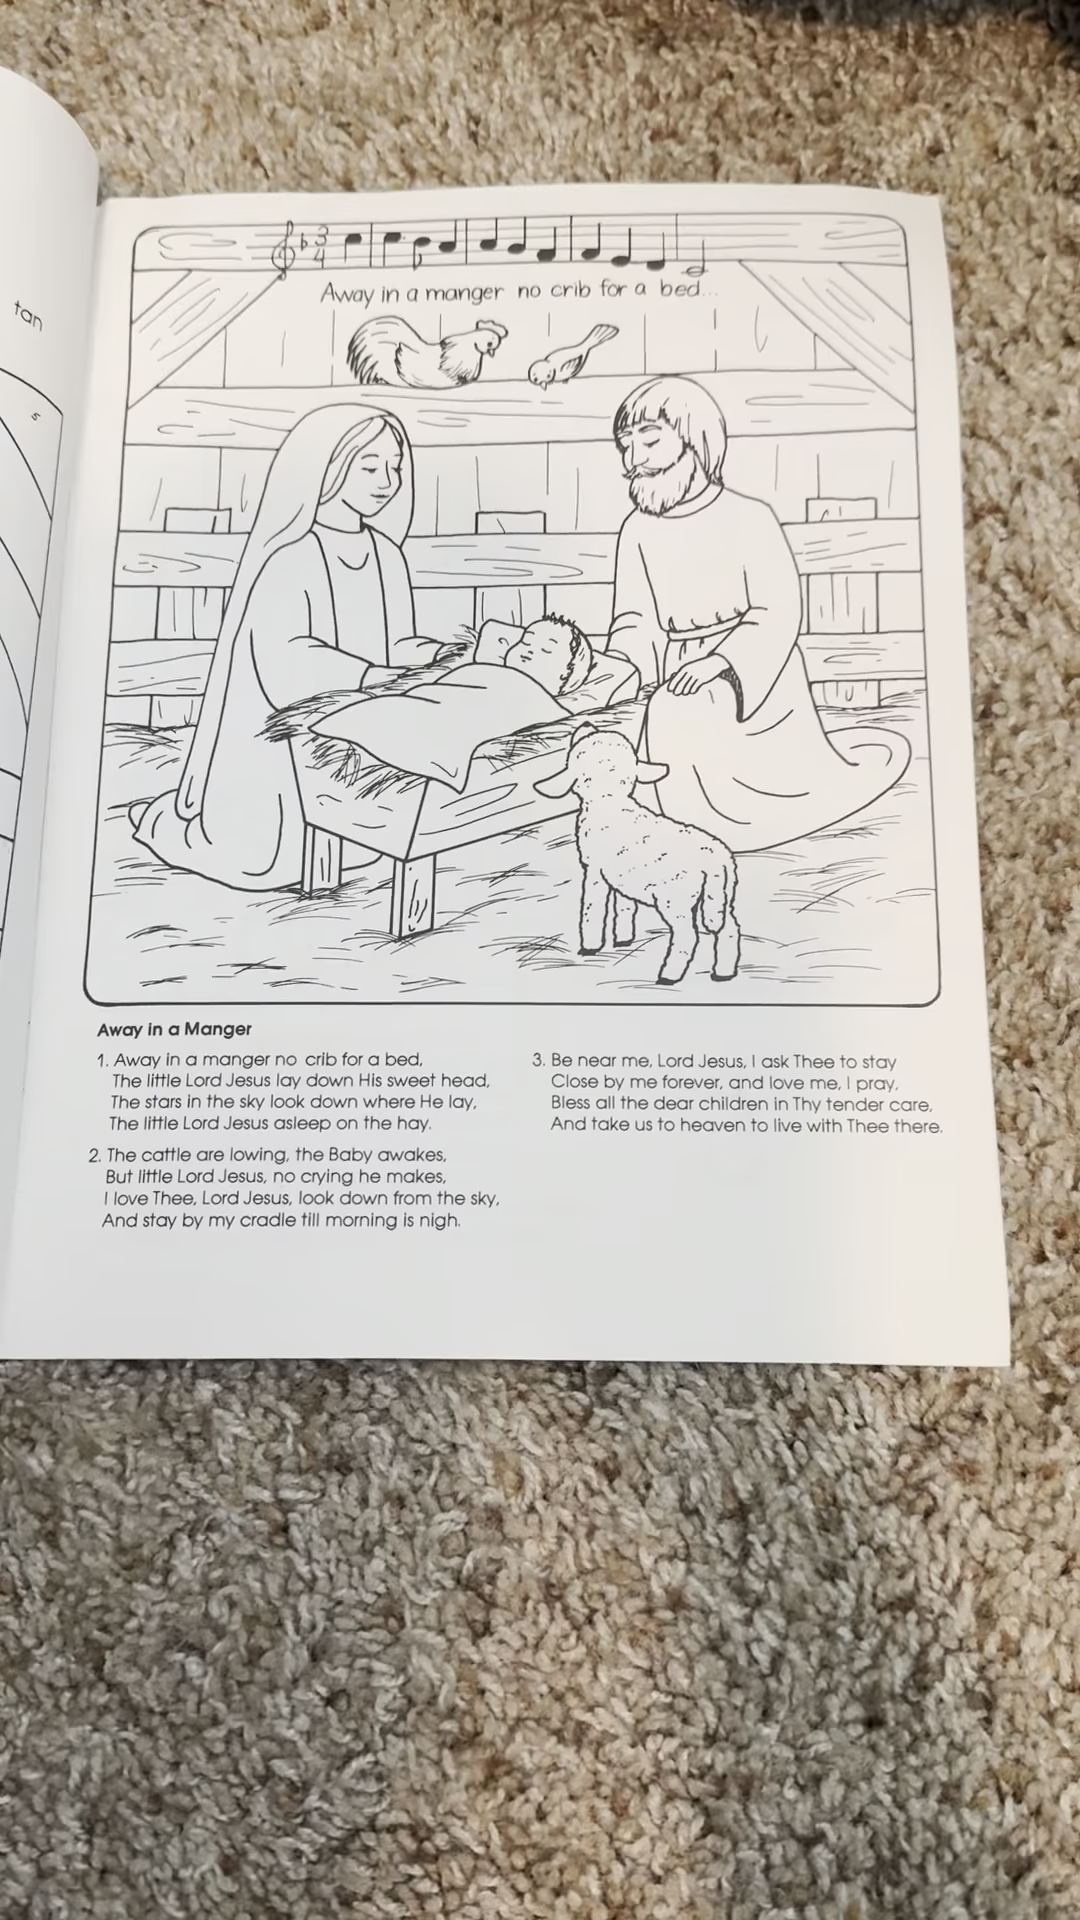 tan
s
3
4
Away in a manger no crib for a bed...
Away in a Manger
1. Away in a manger no crib for a bed,
The little Lord Jesus lay down His sweet head,
The stars in the sky look down where He lay,
The little Lord Jesus asleep on the hay.
2. The cattle are lowing, the Baby awakes,
But little Lord Jesus, no crying he makes,
I love Thee, Lord Jesus, look down from the sky,
And stay by my cradle till morning is nigh.
3. Be near me, Lord Jesus, I ask Thee to stay
Close by me forever, and love me, I pray,
Bless all the dear children in Thy tender care,
And take us to heaven to live with Thee there.